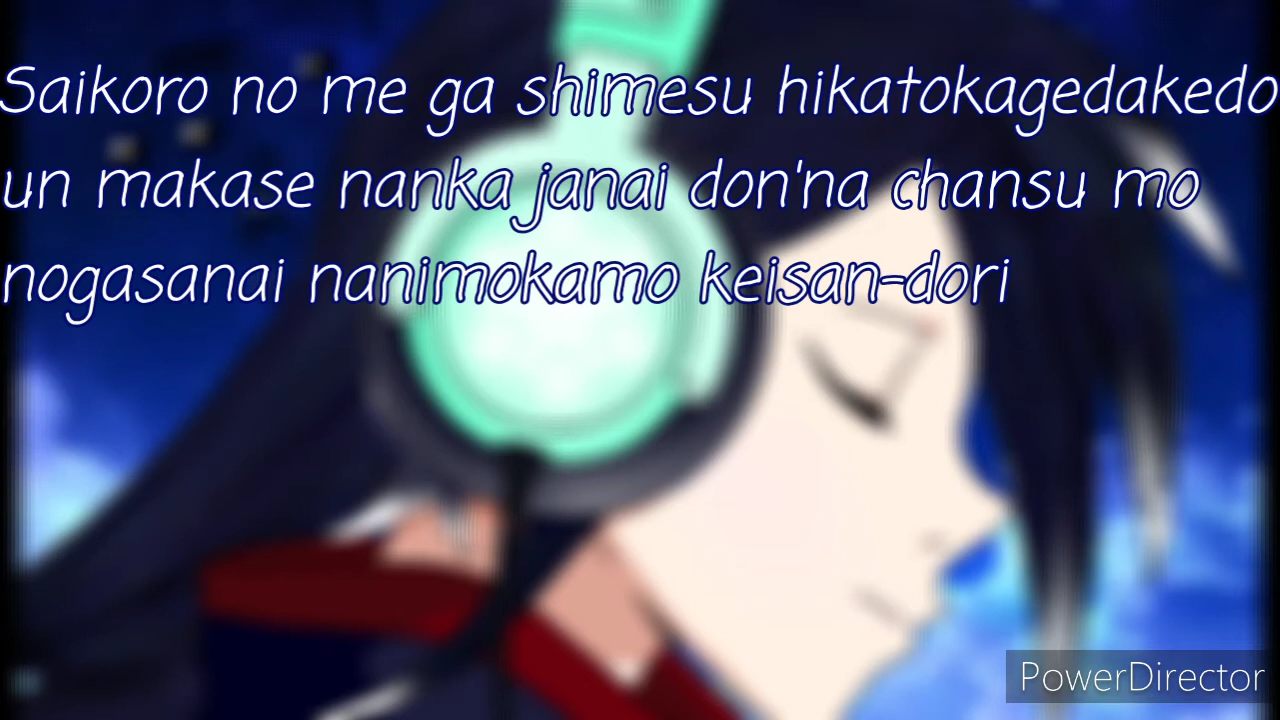 Saikoro no me ga shimesu hikatokagedakedo
un makase nanka janai don'na chansu mo
nogasanai nanimokamo keisan-dori
PowerDirector